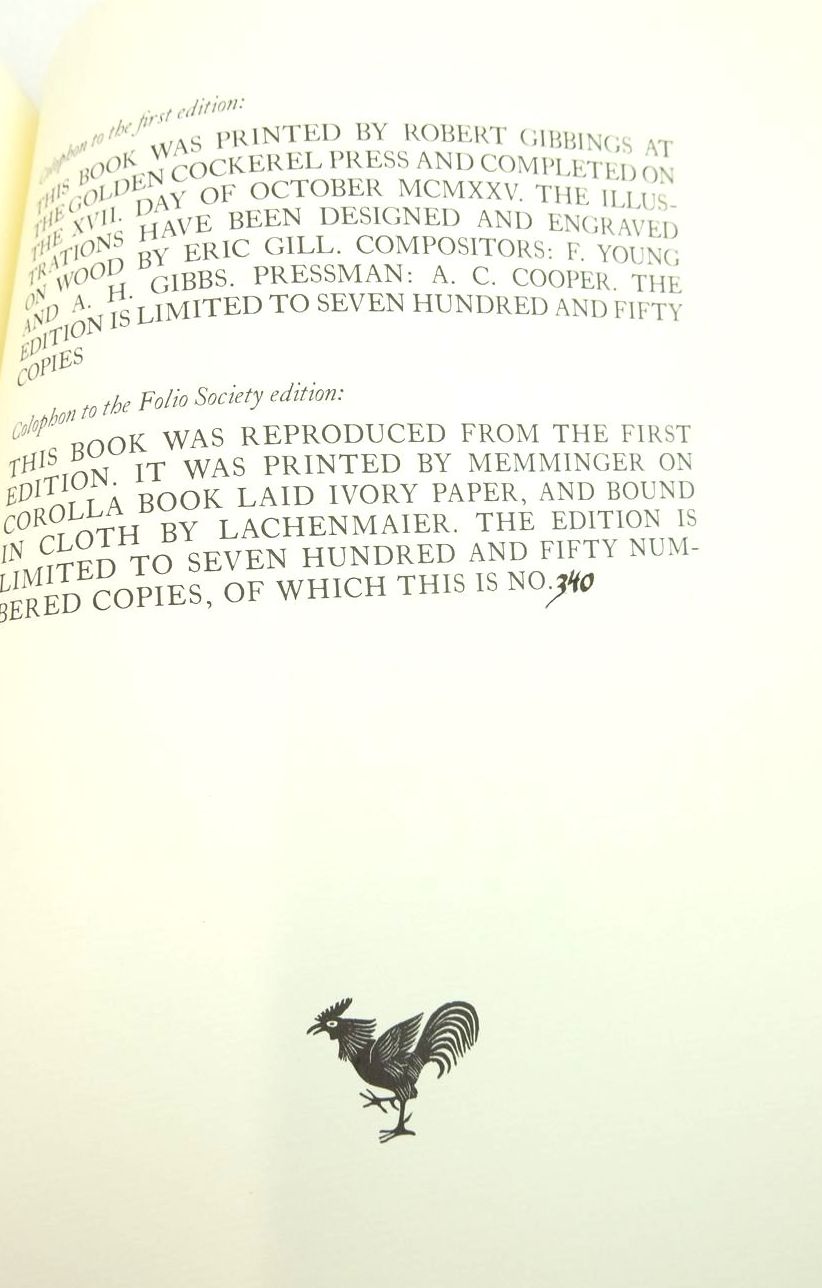 Colophon to the first edition:
THIS BOOK WAS PRINTED BY ROBERT GIBBINGS AT
THE GOLDEN COCKEREL PRESS AND COMPLETED ON
THE XVII. DAY OF OCTOBER MCMXXV. THE ILLUS-
TRATIONS HAVE BEEN DESIGNED AND ENGRAVED
ON WOOD BY ERIC GILL. COMPOSITORS: F. YOUNG
AND A. H. GIBBS. PRESSMAN: A. C. COOPER. THE
EDITION IS LIMITED TO SEVEN HUNDRED AND FIFTY
COPIES
Colophon to the Folio Society edition:
THIS BOOK WAS REPRODUCED FROM THE FIRST
EDITION. IT WAS PRINTED BY MEMMINGER ON
COROLLA BOOK LAID IVORY PAPER, AND BOUND
IN CLOTH BY LACHENMAIER. THE EDITION IS
LIMITED TO SEVEN HUNDRED AND FIFTY NUM-
BERED COPIES, OF WHICH THIS IS NO. 340